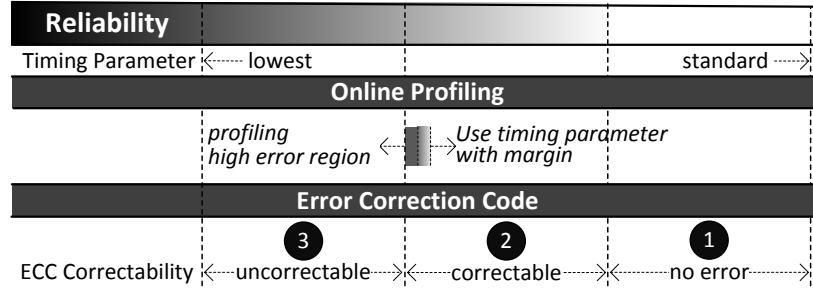 Reliability
Timing Parameter lowest standard
Online Profiling
profiling Use timing parameter
high error region with margin
Error Correction Code
3 2 1
ECC Correctability uncorrectable correctable no error